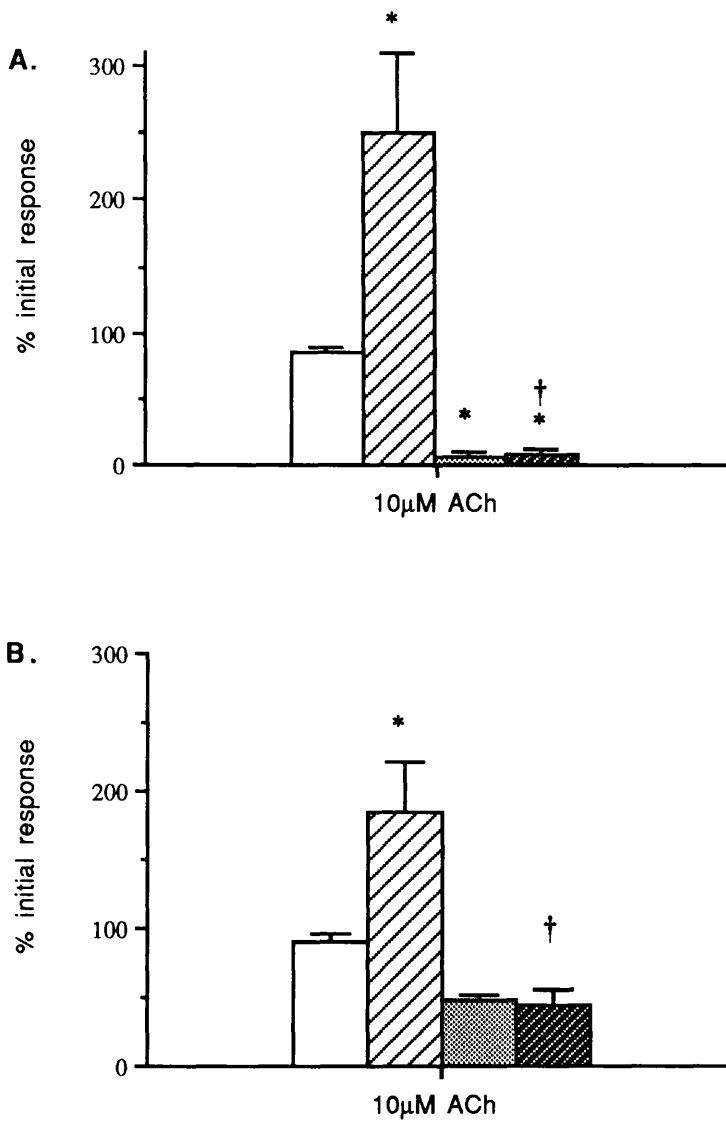 *
A.
300
200
100
0
% initial response
*
†
*
10μM ACh
B.
300
200
100
0
% initial response
*
†
10μM ACh